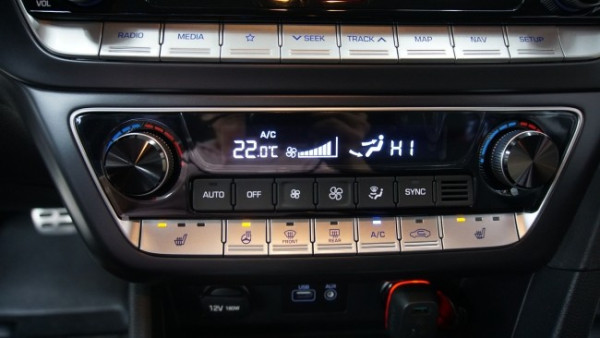 VOL
RADIO MEDIA SEEK TRACK MAP NAV SETUP
A/C
22.0°C HI
AUTO OFF SYNC
FRONT REAR A/C
USB AUX
12V 180W